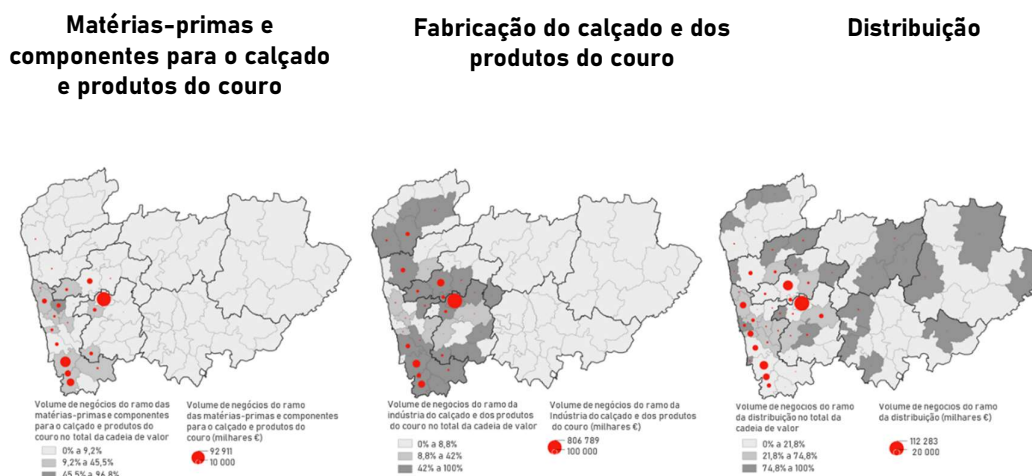 Matérias-primas e
componentes para o calçado
e produtos do couro
Fabricação do calçado e dos
produtos do couro
Distribuição
Volume de negócios do ramo das
matérias-primas e componentes
para o calçado e produtos do
couro no total da cadeia de valor
0% a 9,2%
9,2% a 45,5%
45,5% a 96,8%
Volume de negócios do ramo
das matérias-primas e componentes
para o calçado e produtos do
couro (milhares €)
92 911
10 000
Volume de negócios do ramo da
indústria do calçado e dos produtos
do couro no total da cadeia de valor
0% a 8,8%
8,8% a 42%
42% a 100%
Volume de negócios do ramo da
Indústria do calçado e dos produtos
do couro (milhares €)
806 789
100 000
Volume de negócios do ramo
da distribuição no total da
cadeia de valor
0% a 21,8%
21,8% a 74,8%
74,8% a 100%
Volume de negócios do ramo
da distribuição (milhares €)
112 283
20 000